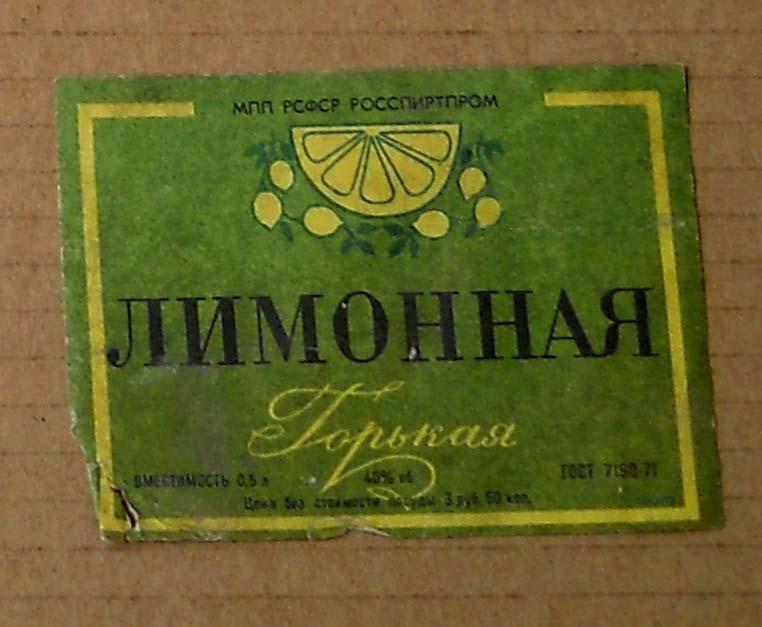 МПП РСФСР РОССПИРТПРОМ
ЛИМОННАЯ
Горькая
ВМЕСТИМОСТЬ 0,5 л 40% об ГОСТ 7190-71
Цена без стоимости посуды 3 руб. 50 коп.